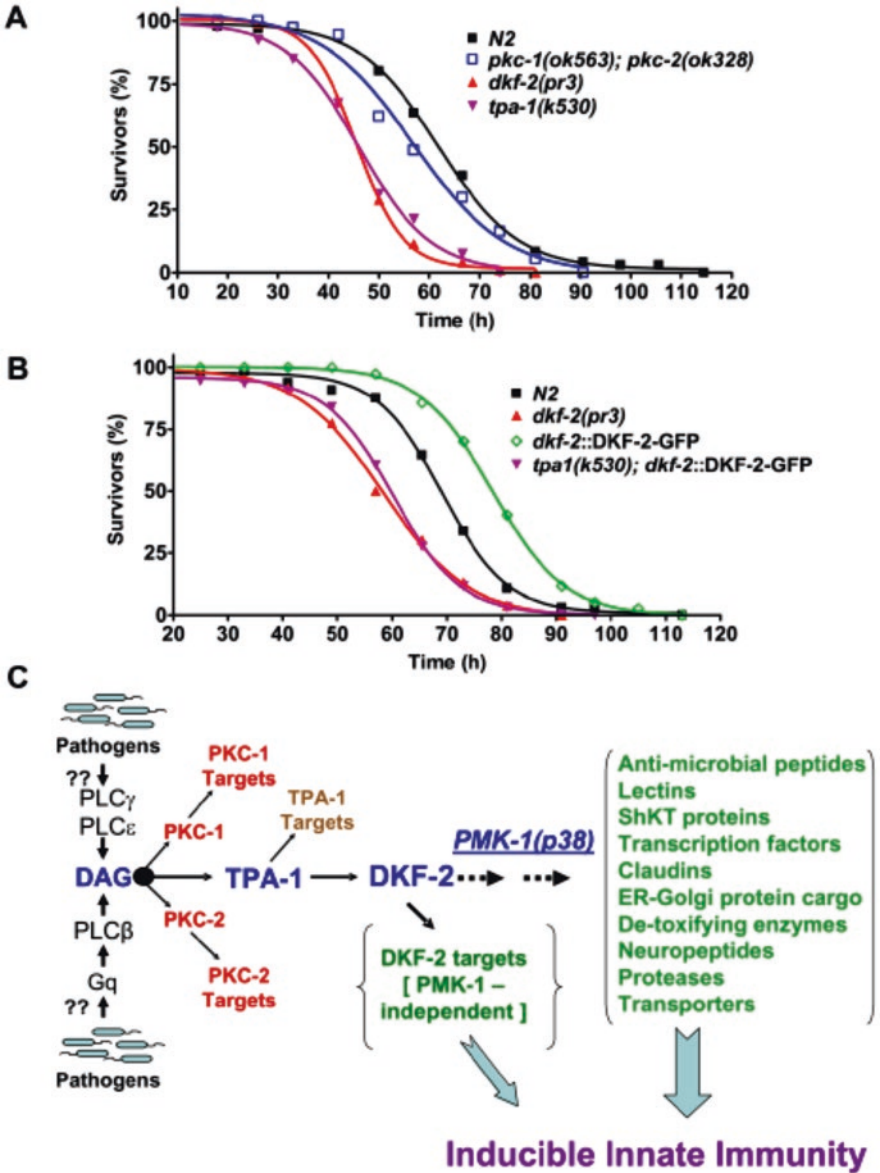 A
100
75
50
25
0
Survivors (%)
N2
pkc-1(ok563); pkc-2(ok328)
dkf-2(pr3)
tpa-1(k530)
10 20 30 40 50 60 70 80 90 100 110 120
Time (h)
B
100
75
50
25
0
Survivors (%)
N2
dkf-2(pr3)
dkf-2::DKF-2-GFP
tpa1(k530); dkf-2::DKF-2-GFP
20 30 40 50 60 70 80 90 100 110 120
Time (h)
C
Pathogens
??
PLCγ
PLCε
DAG
PLCβ
Gq
??
Pathogens
PKC-1
Targets
PKC-1
TPA-1
Targets
TPA-1
PKC-2
PKC-2
Targets
DKF-2
PMK-1(p38)
DKF-2 targets
[ PMK-1 –
independent ]
Anti-microbial peptides
Lectins
ShKT proteins
Transcription factors
Claudins
ER-Golgi protein cargo
De-toxifying enzymes
Neuropeptides
Proteases
Transporters
Inducible Innate Immunity